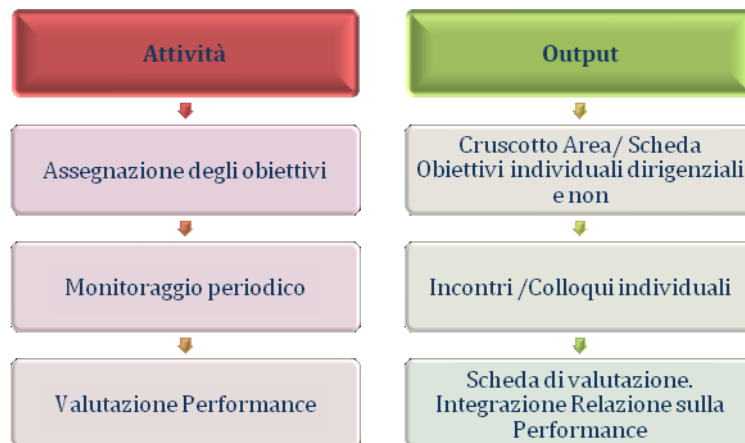 Attività
Assegnazione degli obiettivi
Monitoraggio periodico
Valutazione Performance
Output
Cruscotto Area/ Scheda
Obiettivi individuali dirigenziali
e non
Incontri /Colloqui individuali
Scheda di valutazione.
Integrazione Relazione sulla
Performance